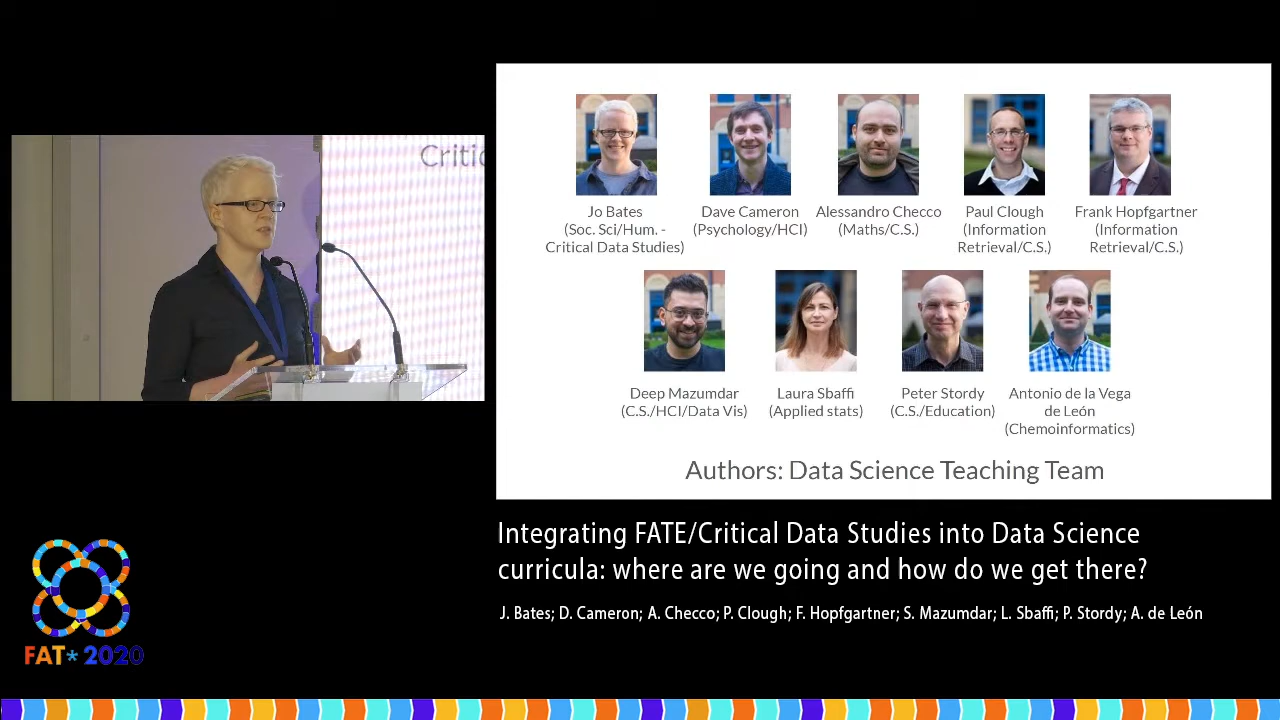 Critic
Jo Bates
(Soc. Sci/Hum. -
Critical Data Studies)
Dave Cameron
(Psychology/HCI)
Alessandro Checco
(Maths/C.S.)
Paul Clough
(Information
Retrieval/C.S.)
Frank Hopfgartner
(Information
Retrieval/C.S.)
Deep Mazumdar
(C.S./HCI/Data Vis)
Laura Sbaffi
(Applied stats)
Peter Stordy
(C.S./Education)
Antonio de la Vega
de León
(Chemoinformatics)
Authors: Data Science Teaching Team
Integrating FATE/Critical Data Studies into Data Science
curricula: where are we going and how do we get there?
J. Bates; D. Cameron; A. Checco; P. Clough; F. Hopfgartner; S. Mazumdar; L. Sbaffi; P. Stordy; A. de León
FAT* 2020